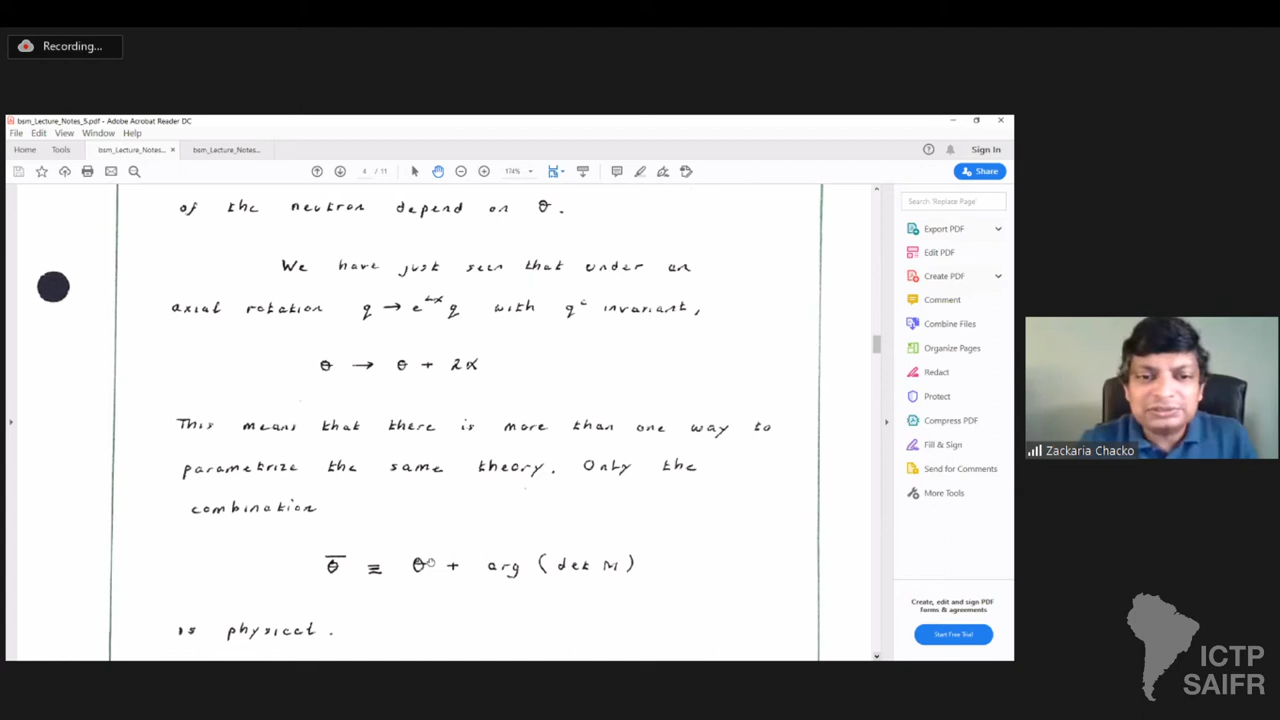 Recording...
bsm_Lecture_Notes_5.pdf - Adobe Acrobat Reader DC
File Edit View Window Help
Home Tools bsm_Lecture_Notes... × bsm_Lecture_Notes... Sign In
4 / 11 174% Share
of the neutron depend on θ.
We have just seen that under an
axial rotation q → e^{iα} q with q^c invariant,
θ → θ + 2α
This means that there is more than one way to
parametrize the same theory. Only the
combination
θ̄ ≡ θ + arg (det M)
is physical.
Search 'Replace Page'
Export PDF
Edit PDF
Create PDF
Comment
Combine Files
Organize Pages
Redact
Protect
Compress PDF
Fill & Sign
Send for Comments
More Tools
Create, edit and sign PDF
forms & agreements
Start Free Trial
Zackaria Chacko
ICTP
SAIFR